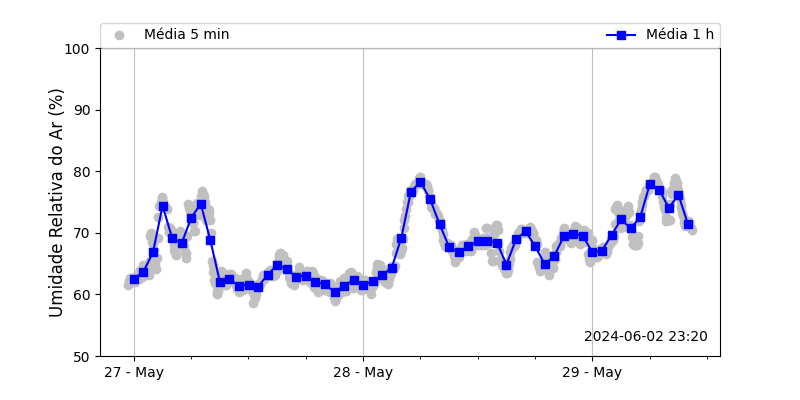 Média 5 min
Média 1 h
100
90
80
70
60
50
Umidade Relativa do Ar (%)
2024-06-02 23:20
27 - May
28 - May
29 - May